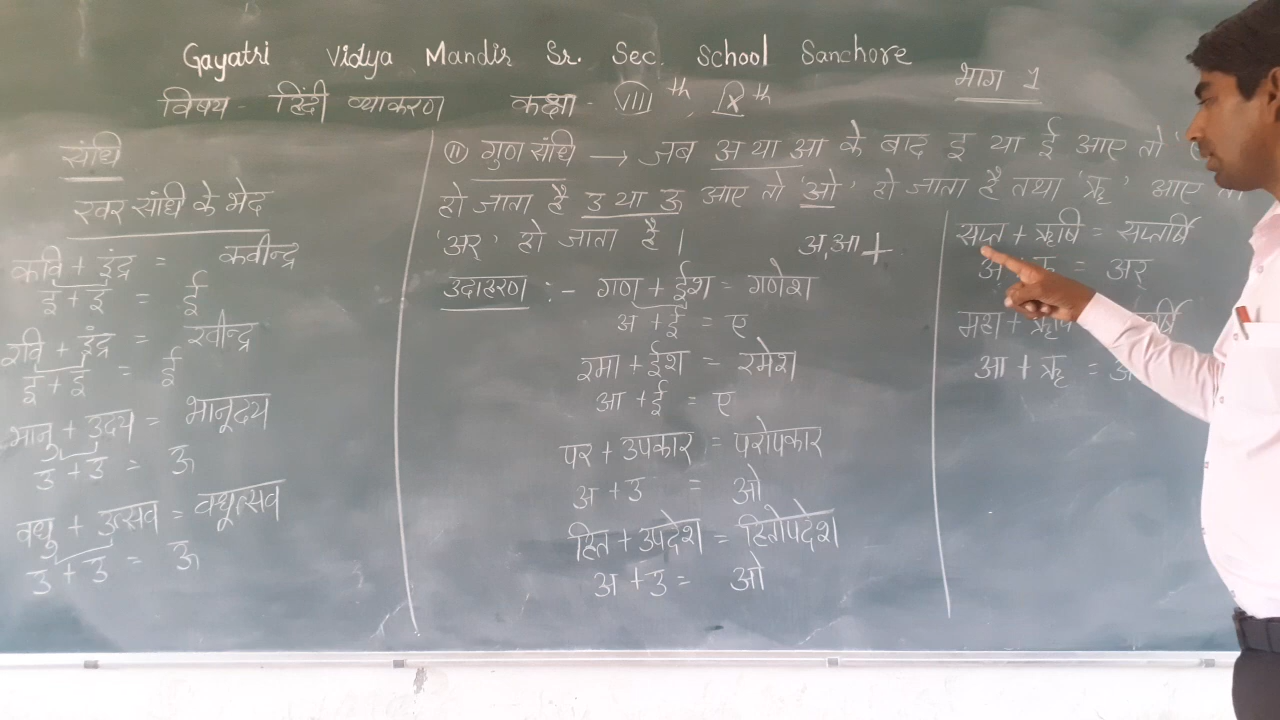 Gayatri Vidya Mandir Sr. Sec. School Sanchore
विषय - हिंदी व्याकरण कक्षा - VIII th, IX th
भाग 1
संधि
स्वर संधि के भेद
कवि + इंद्र = कवीन्द्र
इ + इ = ई
रवि + इंद्र = रवीन्द्र
इ + इ = ई
भानु + उदय = भानूदय
उ + उ = ऊ
वधु + उत्सव = वधूत्सव
उ + उ = ऊ
(II) गुण संधि → जब अ या आ के बाद इ या ई आए तो
हो जाता है उ या ऊ आए तो 'ओ' हो जाता है तथा 'ऋ' आए तो
'अर्' हो जाता है। अ,आ +
उदाहरण :- गण + ईश = गणेश
अ + ई = ए
रमा + ईश = रमेश
आ + ई = ए
पर + उपकार = परोपकार
अ + उ = ओ
हित + उपदेश = हितोपदेश
अ + उ = ओ
सप्त + ऋषि = सप्तर्षि
अ + ऋ = अर्
महा + ऋषि
आ + ऋ = अ